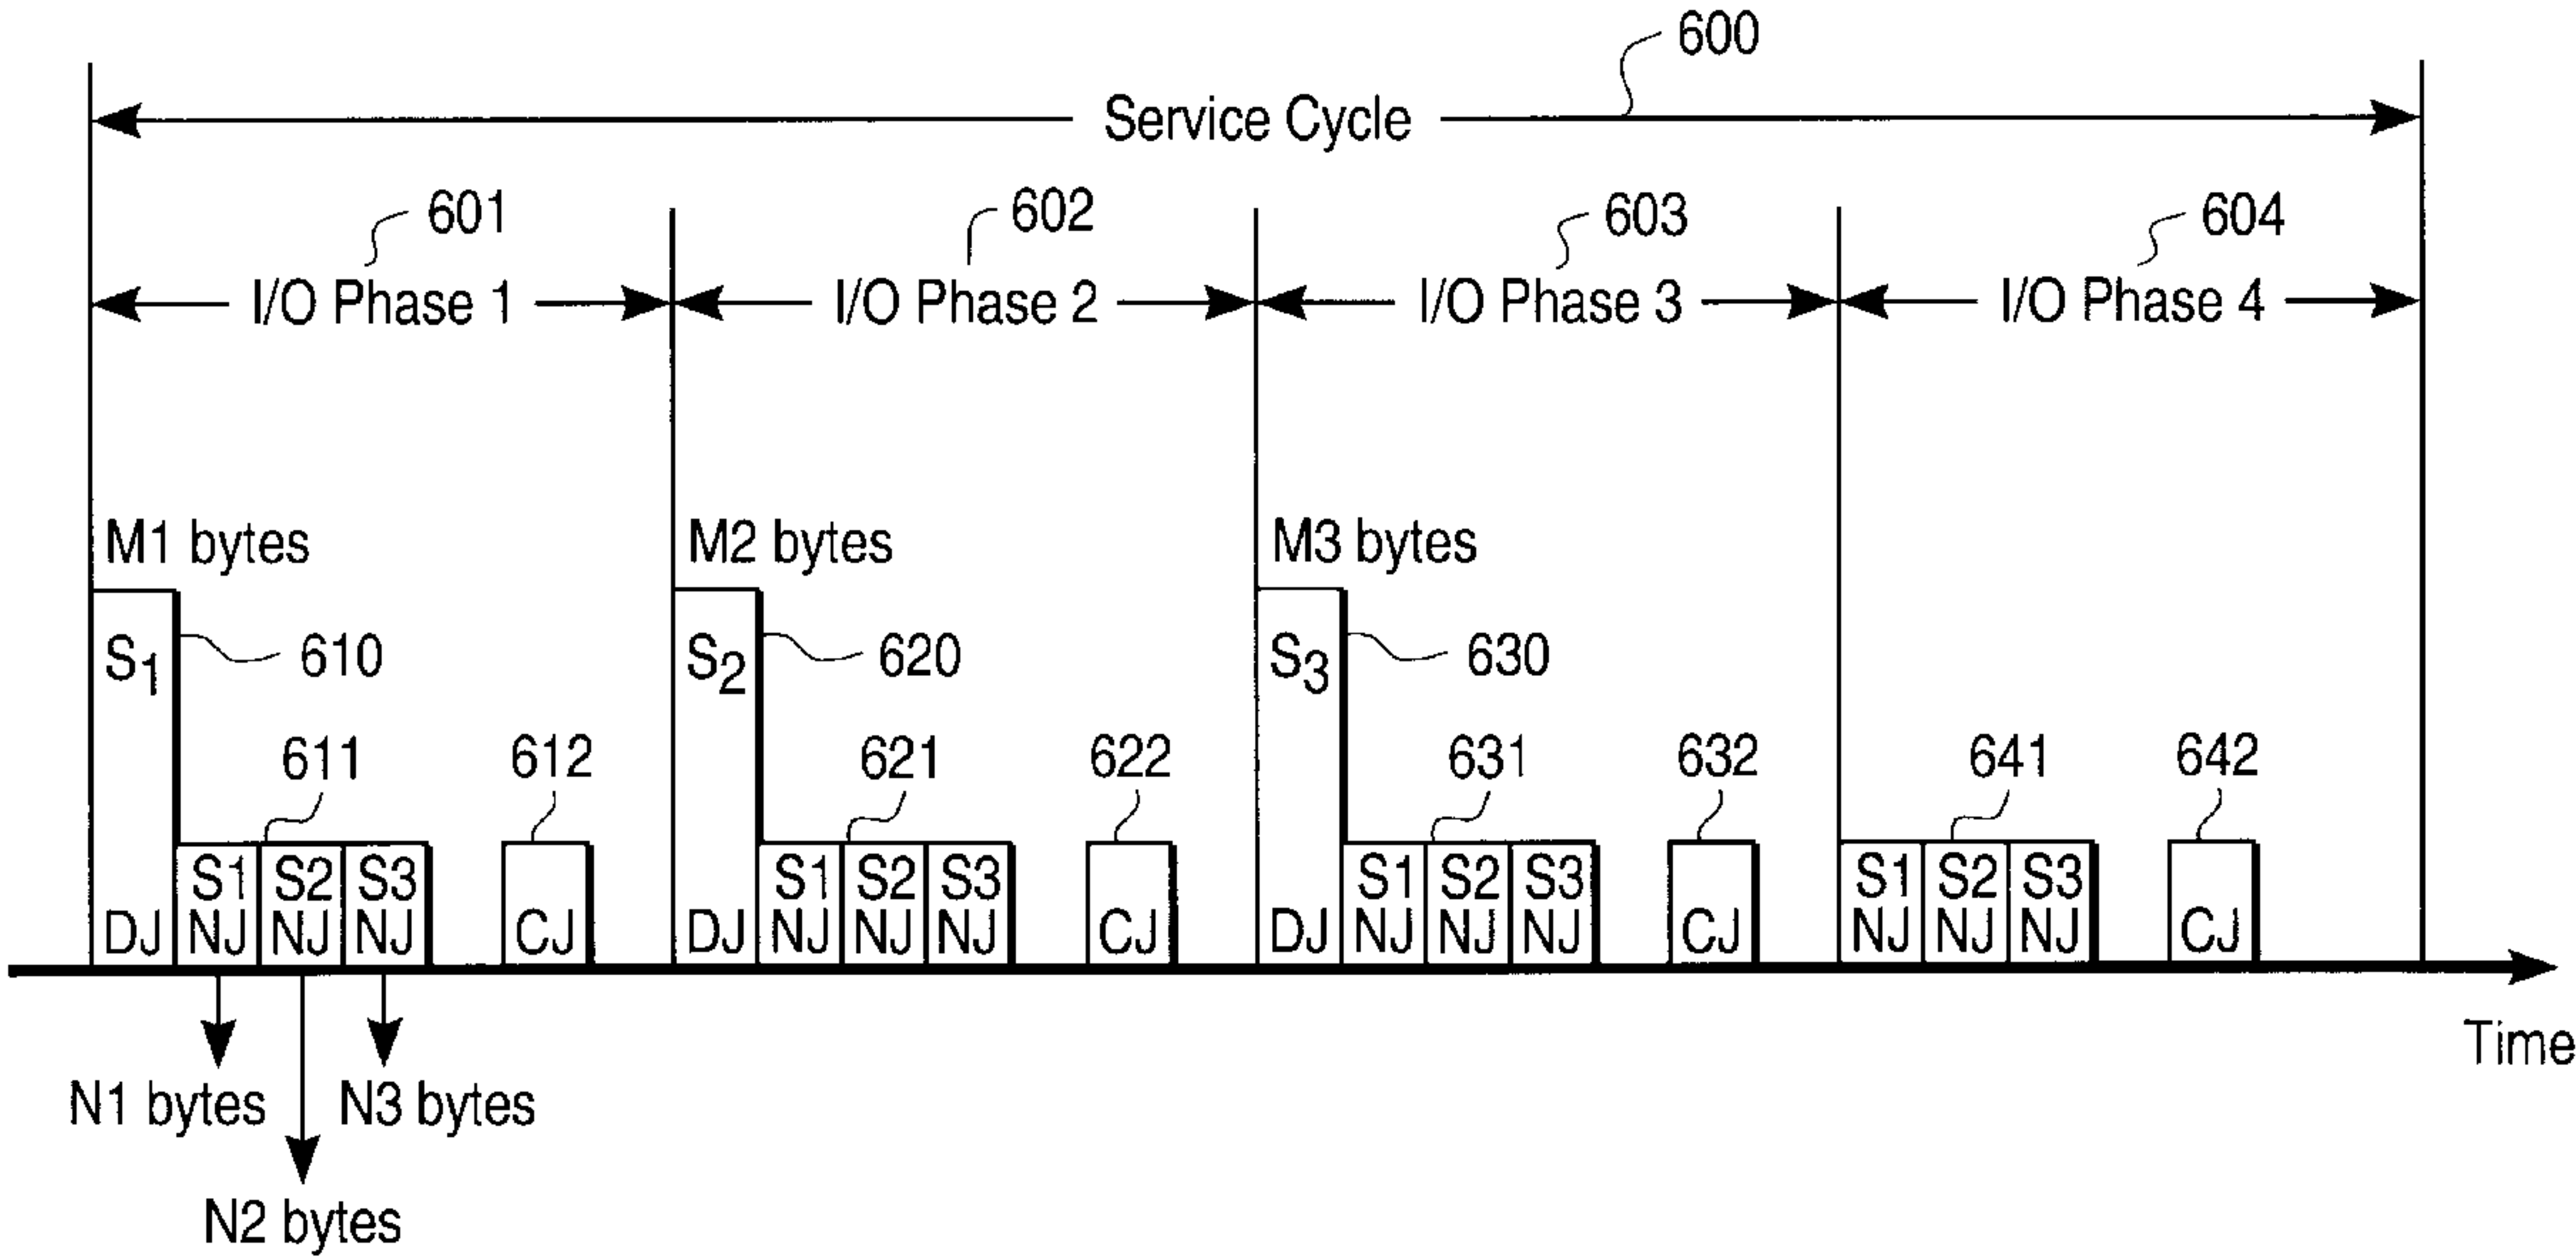 600
Service Cycle
601
602
603
604
I/O Phase 1
I/O Phase 2
I/O Phase 3
I/O Phase 4
M1 bytes
M2 bytes
M3 bytes
S1
610
S2
620
S3
630
611
612
621
622
631
632
641
642
S1 S2 S3
S1 S2 S3
S1 S2 S3
S1 S2 S3
DJ NJ NJ NJ
CJ
DJ NJ NJ NJ
CJ
DJ NJ NJ NJ
CJ
NJ NJ NJ
CJ
Time
N1 bytes
N3 bytes
N2 bytes